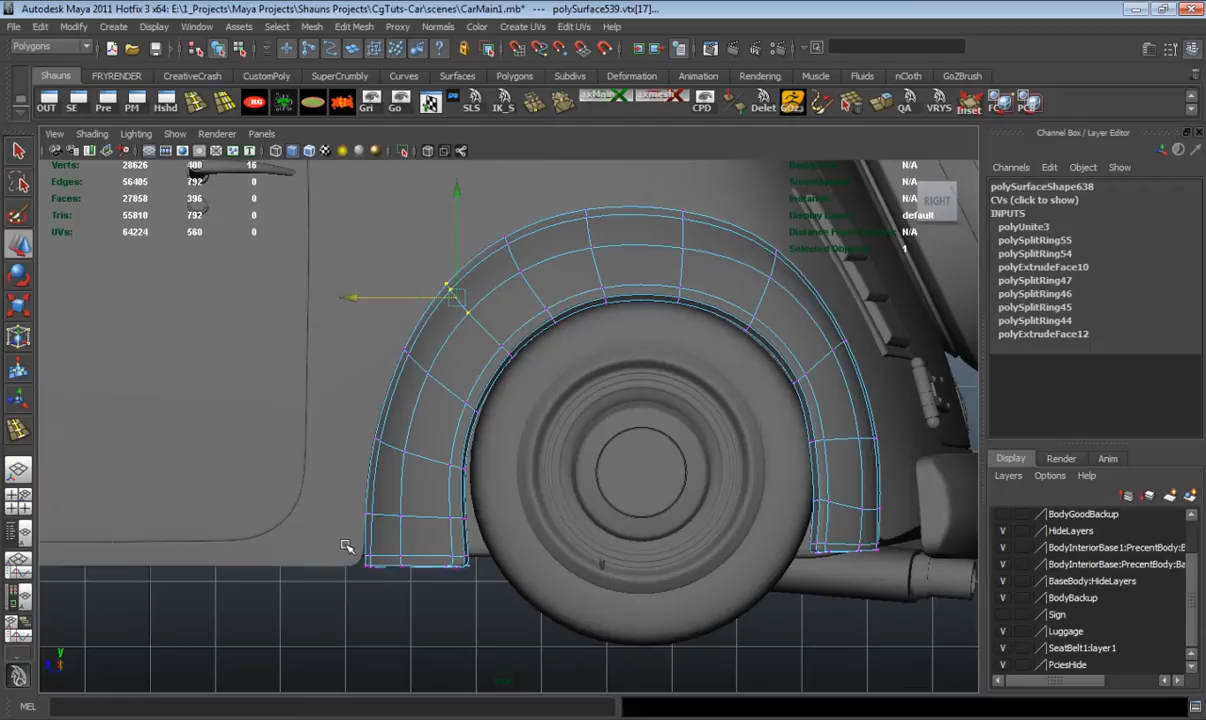 Autodesk Maya 2011 Hotfix 3 x64: E:\1_Projects\Maya Projects\Shauns Projects\CgTuts-Car\scenes\CarMain1.mb* --- polySurface539.vtx[17]...
File Edit Modify Create Display Window Assets Select Mesh Edit Mesh Proxy Normals Color Create UVs Edit UVs Help
Polygons
Shauns FRYRENDER CreativeCrash CustomPoly SuperCrumbly Curves Surfaces Polygons Subdivs Deformation Animation Rendering Muscle Fluids nCloth GoZBrush
OUT SE Pre PM Hshd Gri Go SLS IK_S CPD Delet GOZ QA VRYS Inset
View Shading Lighting Show Renderer Panels
Verts: 28626 400 16
Edges: 56405 792 0
Faces: 27858 396 0
Tris: 55810 792 0
UVs: 64224 560 0
N/A
N/A
N/A
default
N/A
1
RIGHT
Channel Box / Layer Editor
Channels Edit Object Show
polySurfaceShape638
CVs (click to show)
INPUTS
polyUnite3
polySplitRing55
polySplitRing54
polyExtrudeFace10
polySplitRing47
polySplitRing46
polySplitRing45
polySplitRing44
polyExtrudeFace12
Display Render Anim
Layers Options Help
BodyGoodBackup
V HideLayers
V BodyInteriorBase1:PrecentBody:E
V BodyInteriorBase:PrecentBody:Ba
V BaseBody:HideLayers
V BodyBackup
Sign
V Luggage
V SeatBelt1:layer1
V PciesHide
y
MEL